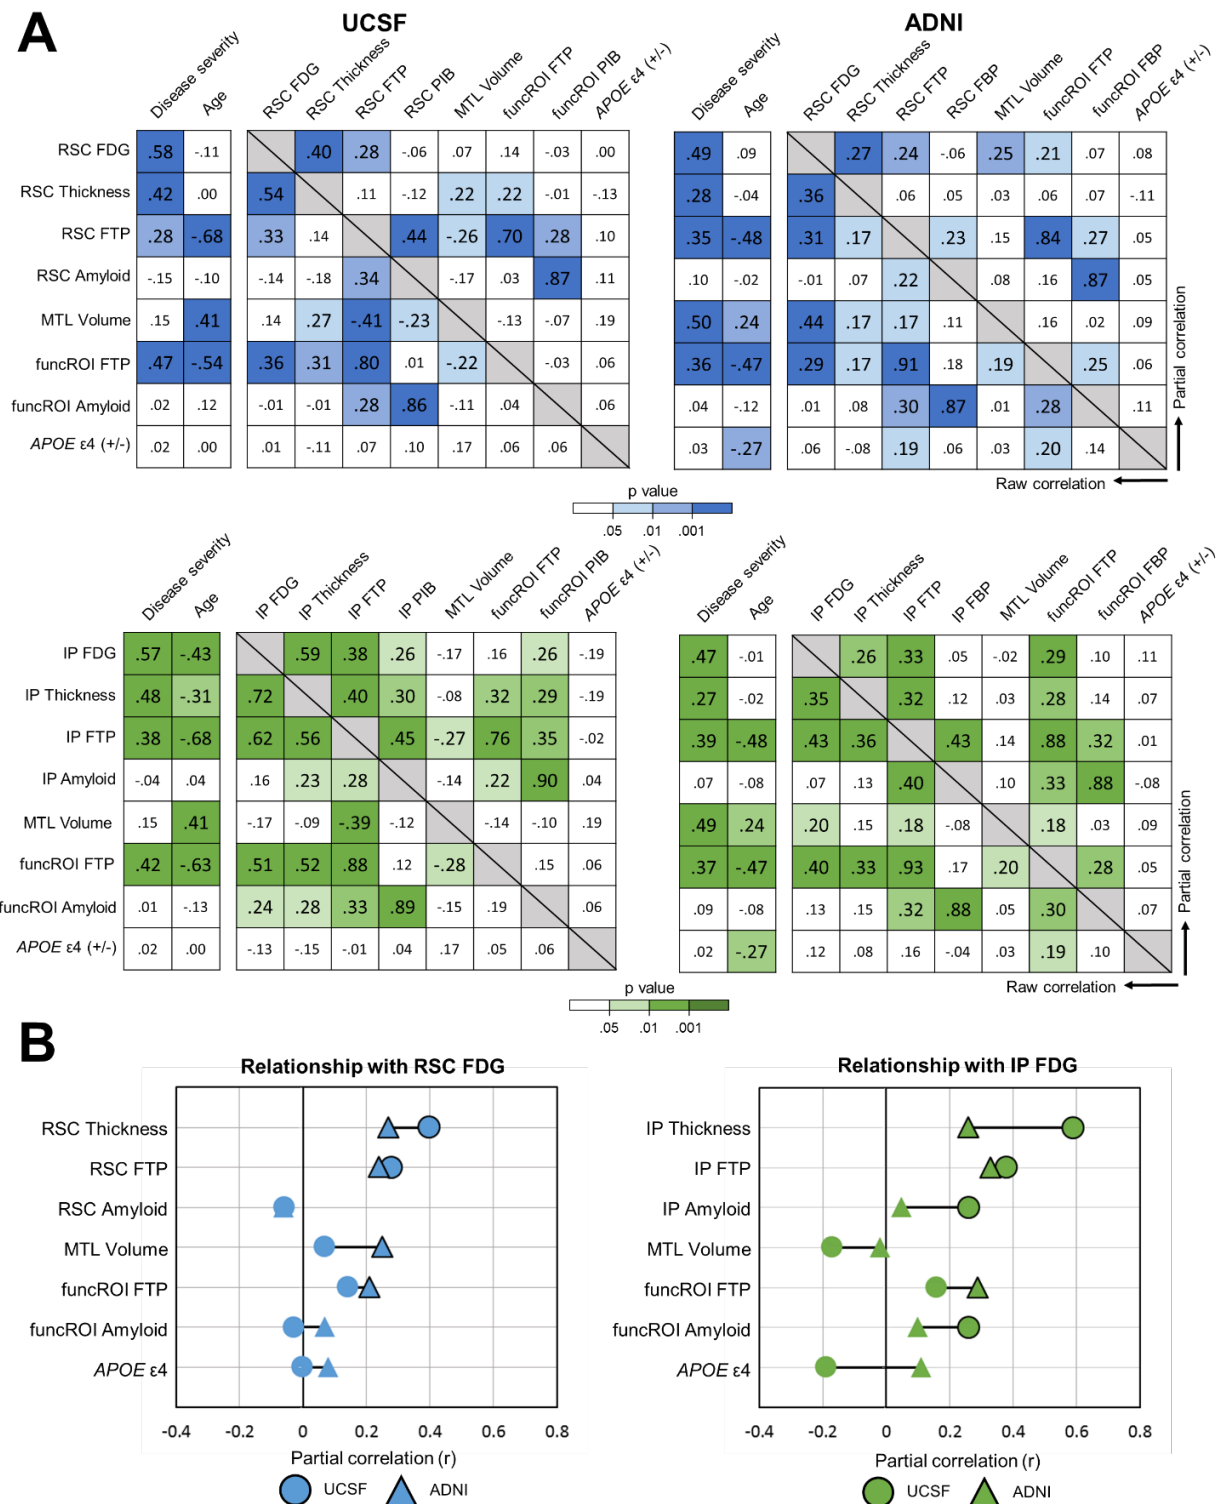 A
UCSF
ADNI
Disease severity
Age
RSC FDG
RSC Thickness
RSC FTP
RSC PIB
MTL Volume
funcROI FTP
funcROI PIB
APOE ε4 (+/-)
Disease severity
Age
RSC FDG
RSC Thickness
RSC FTP
RSC FBP
MTL Volume
funcROI FTP
funcROI FBP
APOE ε4 (+/-)
RSC FDG .58 -.11 .40 .28 -.06 .07 .14 -.03 .00 .49 .09 .27 .24 -.06 .25 .21 .07 .08
RSC Thickness .42 .00 .54 .11 -.12 .22 .22 -.01 -.13 .28 -.04 .36 .06 .05 .03 .06 .07 -.11
RSC FTP .28 -.68 .33 .14 .44 -.26 .70 .28 .10 .35 -.48 .31 .17 .23 .15 .84 .27 .05
RSC Amyloid -.15 -.10 -.14 -.18 .34 -.17 .03 .87 .11 .10 -.02 -.01 .07 .22 .08 .16 .87 .05
MTL Volume .15 .41 .14 .27 -.41 -.23 -.13 -.07 .19 .50 .24 .44 .17 .17 .11 .16 .02 .09
funcROI FTP .47 -.54 .36 .31 .80 .01 -.22 -.03 .06 .36 -.47 .29 .17 .91 .18 .19 .25 .06
funcROI Amyloid .02 .12 -.01 -.01 .28 .86 -.11 .04 .06 .04 -.12 .01 .08 .30 .87 .01 .28 .11
APOE ε4 (+/-) .02 .00 .01 -.11 .07 .10 .17 .06 .06 .03 -.27 .06 -.08 .19 .06 .03 .20 .14
Partial correlation
Raw correlation
p value
.05 .01 .001
Disease severity
Age
IP FDG
IP Thickness
IP FTP
IP PIB
MTL Volume
funcROI FTP
funcROI PIB
APOE ε4 (+/-)
Disease severity
Age
IP FDG
IP Thickness
IP FTP
IP FBP
MTL Volume
funcROI FTP
funcROI FBP
APOE ε4 (+/-)
IP FDG .57 -.43 .59 .38 .26 -.17 .16 .26 -.19 .47 -.01 .26 .33 .05 -.02 .29 .10 .11
IP Thickness .48 -.31 .72 .40 .30 -.08 .32 .29 -.19 .27 -.02 .35 .32 .12 .03 .28 .14 .07
IP FTP .38 -.68 .62 .56 .45 -.27 .76 .35 -.02 .39 -.48 .43 .36 .43 .14 .88 .32 .01
IP Amyloid -.04 .04 .16 .23 .28 -.14 .22 .90 .04 .07 -.08 .07 .13 .40 .10 .33 .88 -.08
MTL Volume .15 .41 -.17 -.09 -.39 -.12 -.14 -.10 .19 .49 .24 .20 .15 .18 -.08 .18 .03 .09
funcROI FTP .42 -.63 .51 .52 .88 .12 -.28 .15 .06 .37 -.47 .40 .33 .93 .17 .20 .28 .05
funcROI Amyloid .01 -.13 .24 .28 .33 .89 -.15 .19 .06 .09 -.08 .13 .15 .32 .88 .05 .30 .07
APOE ε4 (+/-) .02 .00 -.13 -.15 -.01 .04 .17 .05 .06 .02 -.27 .12 .08 .16 -.04 .03 .19 .10
Partial correlation
Raw correlation
p value
.05 .01 .001
B
Relationship with RSC FDG
RSC Thickness
RSC FTP
RSC Amyloid
MTL Volume
funcROI FTP
funcROI Amyloid
APOE ε4
-0.4 -0.2 0 0.2 0.4 0.6 0.8
Partial correlation (r)
UCSF ADNI
Relationship with IP FDG
IP Thickness
IP FTP
IP Amyloid
MTL Volume
funcROI FTP
funcROI Amyloid
APOE ε4
-0.4 -0.2 0 0.2 0.4 0.6 0.8
Partial correlation (r)
UCSF ADNI